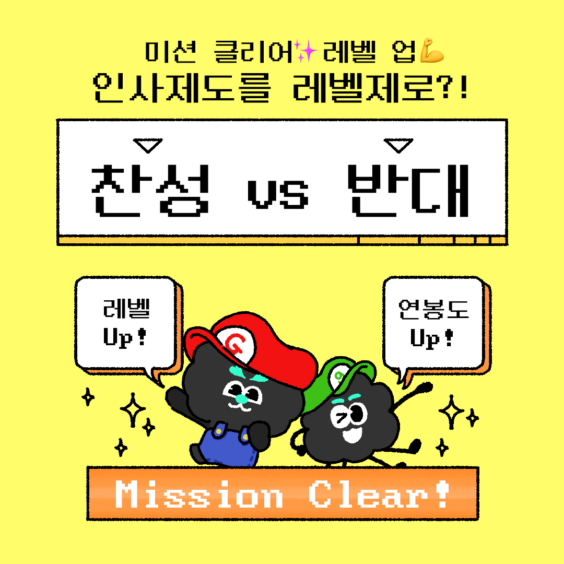 미션 클리어✨레벨 업💪
인사제도를 레벨제로?!
찬성 vs 반대
레벨
Up!
연봉도
Up!
G
9
Mission Clear!